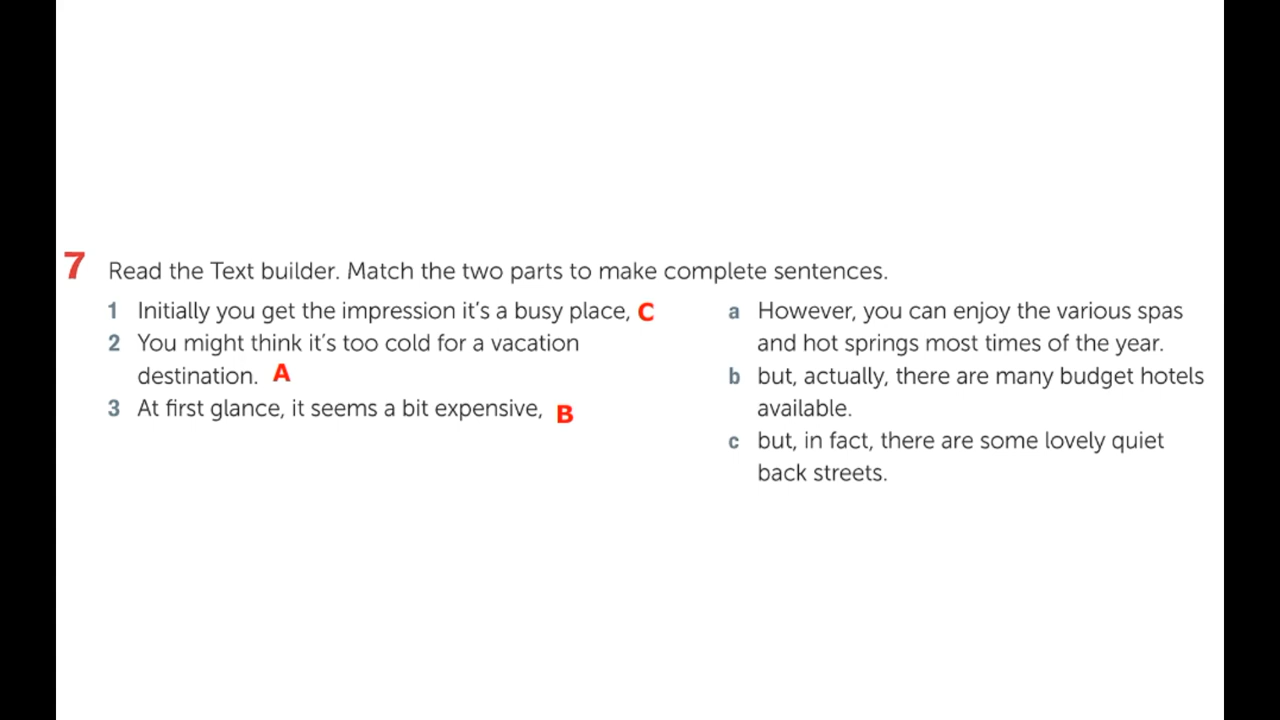 7 Read the Text builder. Match the two parts to make complete sentences.
1 Initially you get the impression it's a busy place, C
2 You might think it's too cold for a vacation
destination. A
3 At first glance, it seems a bit expensive, B
a However, you can enjoy the various spas
and hot springs most times of the year.
b but, actually, there are many budget hotels
available.
c but, in fact, there are some lovely quiet
back streets.